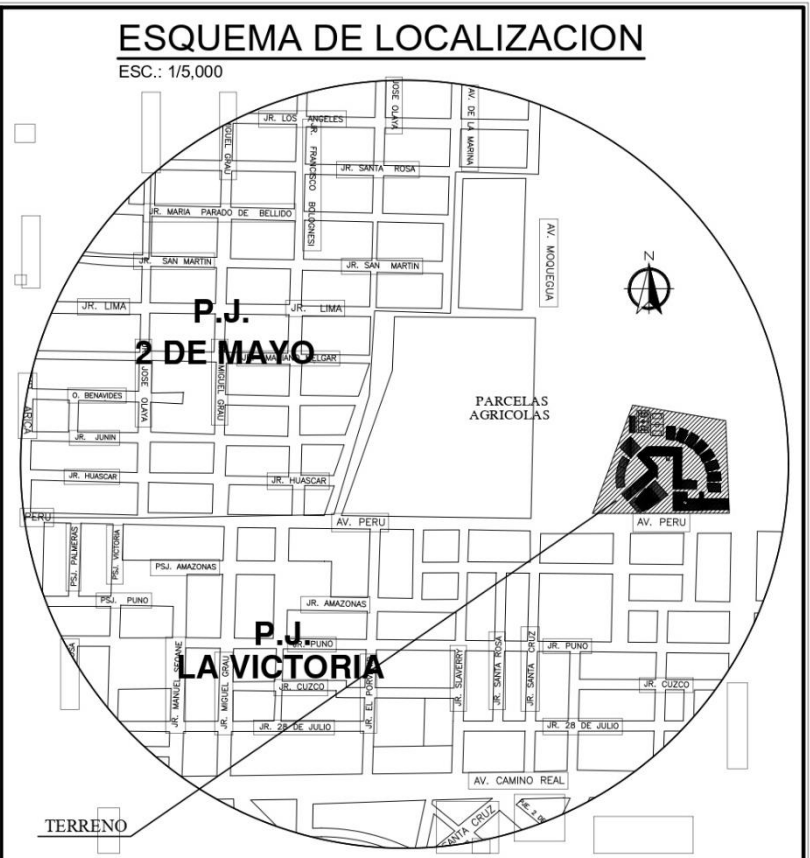 ESQUEMA DE LOCALIZACION
ESC.: 1/5,000
JOSE OLAYA
AV. DE LA MARINA
JR. LOS ANGELES
MIGUEL GRAU
JR. FRANCISCO BOLOGNESI
JR. SANTA ROSA
JR. MARIA PARADO DE BELLIDO
AV. MOQUEGUA
JR. SAN MARTIN
JR. SAN MARTIN
N
JR. LIMA
JR. LIMA
P.J.
2 DE MAYO
JOSE OLAYA
MIGUEL GRAU
O. BENAVIDES
ARICA
PARCELAS
AGRICOLAS
JR. JUNIN
JR. HUASCAR
JR. HUASCAR
PERU
AV. PERU
AV. PERU
PSJ. PALMERAS
PSJ. VICTORIA
PSJ. AMAZONAS
PSJ. PUNO
JR. AMAZONAS
P.J.
LA VICTORIA
JR. PUNO
JR. PUNO
JR. MANUEL SEOANE
JR. MIGUEL GRAU
JR. CUZCO
JR. SLAVERRY
JR. SANTA ROSA
JR. SANTA CRUZ
JR. CUZCO
JR. 28 DE JULIO
JR. 28 DE JULIO
AV. CAMINO REAL
SANTA CRUZ
TERRENO